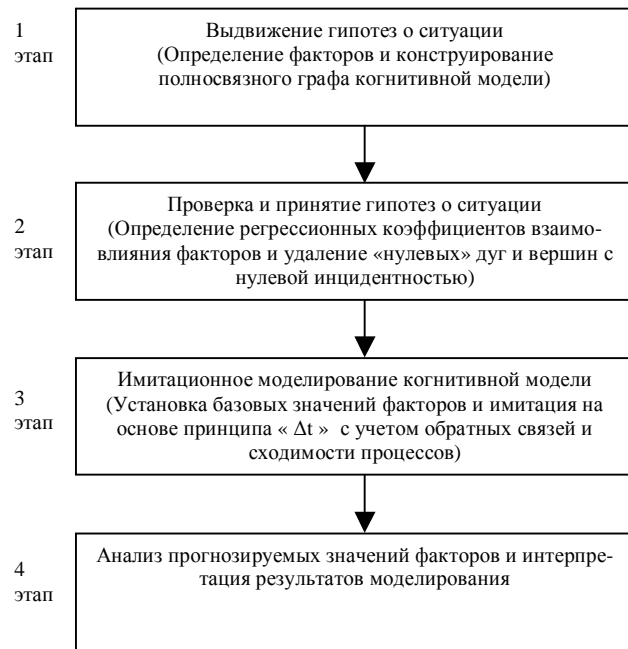 1
этап
Выдвижение гипотез о ситуации
(Определение факторов и конструирование
полносвязного графа когнитивной модели)
2
этап
Проверка и принятие гипотез о ситуации
(Определение регрессионных коэффициентов взаимо-
влияния факторов и удаление «нулевых» дуг и вершин с
нулевой инцидентностью)
3
этап
Имитационное моделирование когнитивной модели
(Установка базовых значений факторов и имитация на
основе принципа « Δt » с учетом обратных связей и
сходимости процессов)
4
этап
Анализ прогнозируемых значений факторов и интерпре-
тация результатов моделирования